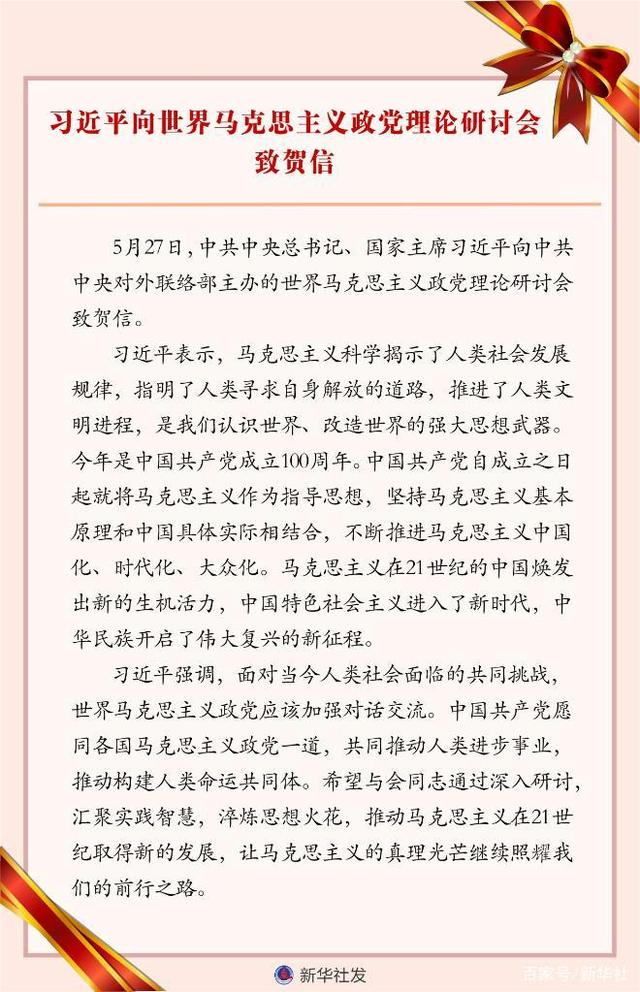 习近平向世界马克思主义政党理论研讨会
致贺信
5月27日，中共中央总书记、国家主席习近平向中共
中央对外联络部主办的世界马克思主义政党理论研讨会
致贺信。
习近平表示，马克思主义科学揭示了人类社会发展
规律，指明了人类寻求自身解放的道路，推进了人类文
明进程，是我们认识世界、改造世界的强大思想武器。
今年是中国共产党成立100周年。中国共产党自成立之日
起就将马克思主义作为指导思想，坚持马克思主义基本
原理和中国具体实际相结合，不断推进马克思主义中国
化、时代化、大众化。马克思主义在21世纪的中国焕发
出新的生机活力，中国特色社会主义进入了新时代，中
华民族开启了伟大复兴的新征程。
习近平强调，面对当今人类社会面临的共同挑战，
世界马克思主义政党应该加强对话交流。中国共产党愿
同各国马克思主义政党一道，共同推动人类进步事业，
推动构建人类命运共同体。希望与会同志通过深入研讨，
汇聚实践智慧，淬炼思想火花，推动马克思主义在21世
纪取得新的发展，让马克思主义的真理光芒继续照耀我
们的前行之路。
新华社发
百家号/新华社